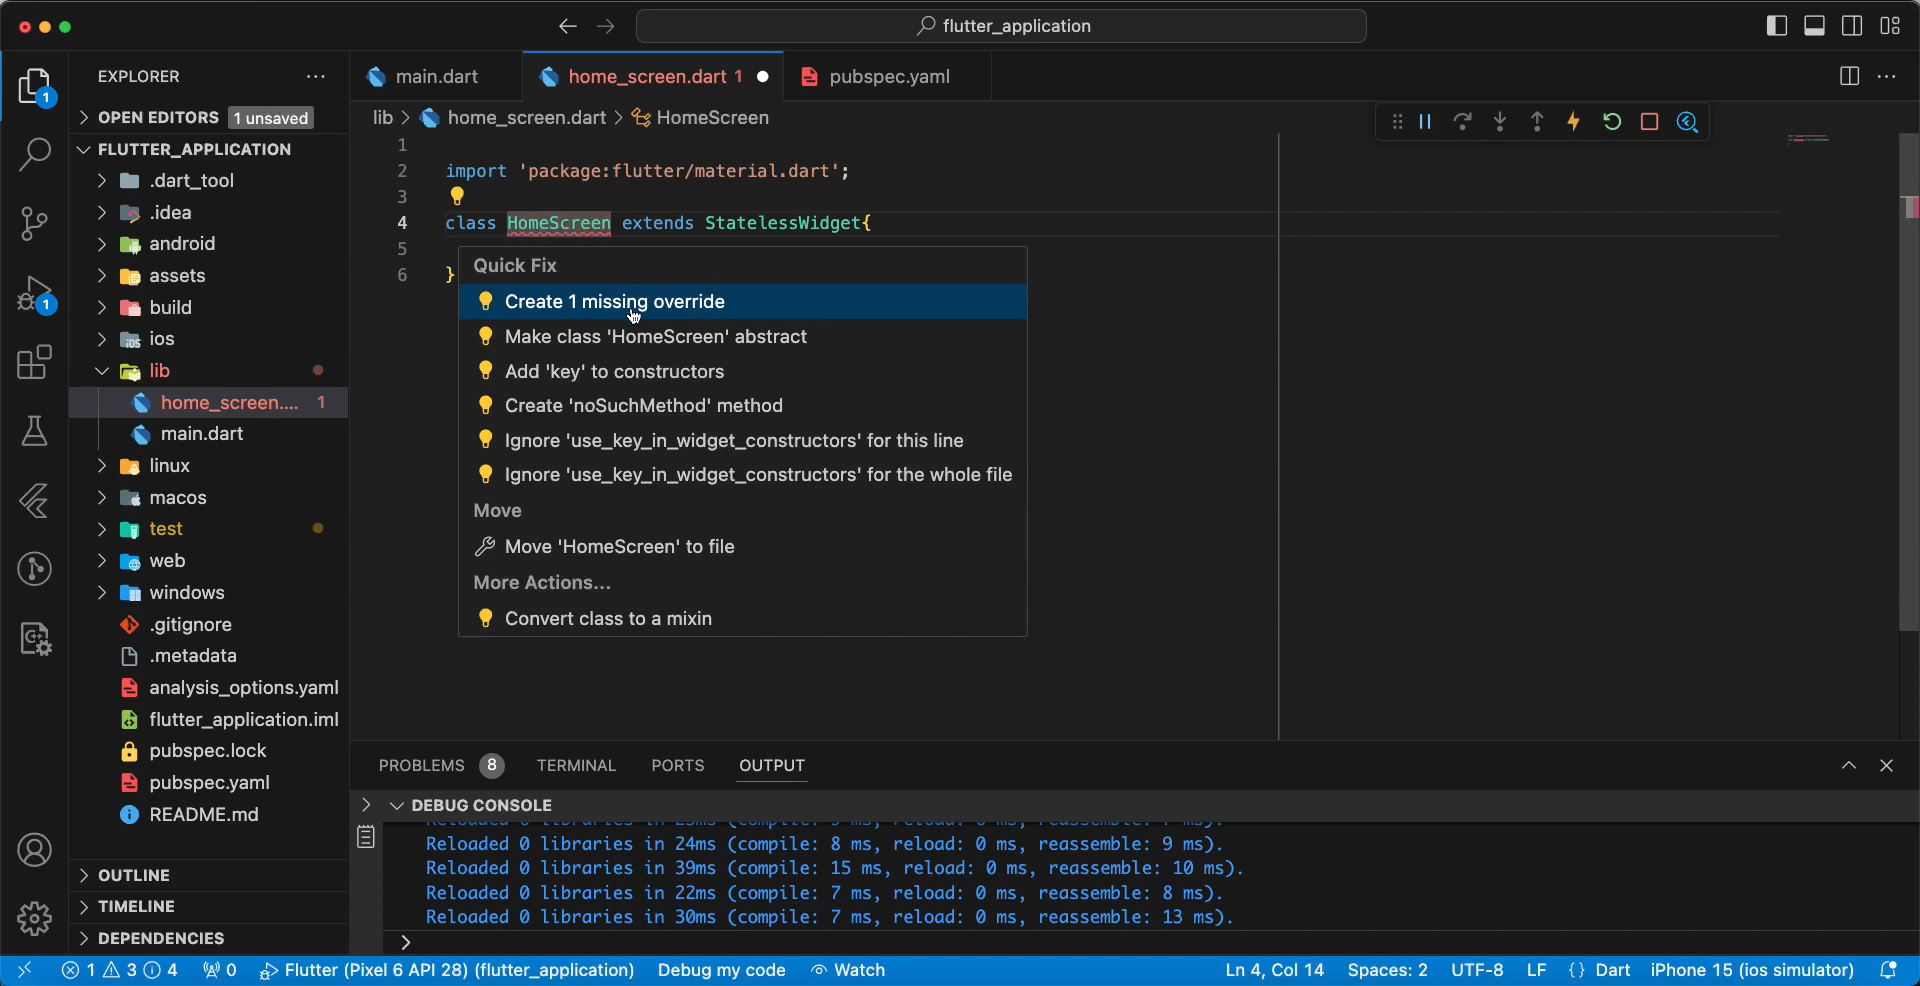 flutter_application
EXPLORER
OPEN EDITORS 1 unsaved
FLUTTER_APPLICATION
.dart_tool
.idea
android
assets
build
ios
lib
home_screen.... 1
main.dart
linux
macos
test
web
windows
.gitignore
.metadata
analysis_options.yaml
flutter_application.iml
pubspec.lock
pubspec.yaml
README.md
OUTLINE
TIMELINE
DEPENDENCIES
1
1
main.dart
home_screen.dart 1
pubspec.yaml
lib > home_screen.dart > HomeScreen
1
2 import 'package:flutter/material.dart';
3
4 class HomeScreen extends StatelessWidget{
5
6 }
Quick Fix
Create 1 missing override
Make class 'HomeScreen' abstract
Add 'key' to constructors
Create 'noSuchMethod' method
Ignore 'use_key_in_widget_constructors' for this line
Ignore 'use_key_in_widget_constructors' for the whole file
Move
Move 'HomeScreen' to file
More Actions...
Convert class to a mixin
PROBLEMS 8 TERMINAL PORTS OUTPUT
DEBUG CONSOLE
Reloaded 0 libraries in 24ms (compile: 8 ms, reload: 0 ms, reassemble: 9 ms).
Reloaded 0 libraries in 39ms (compile: 15 ms, reload: 0 ms, reassemble: 10 ms).
Reloaded 0 libraries in 22ms (compile: 7 ms, reload: 0 ms, reassemble: 8 ms).
Reloaded 0 libraries in 30ms (compile: 7 ms, reload: 0 ms, reassemble: 13 ms).
>
1 3 4 0 Flutter (Pixel 6 API 28) (flutter_application) Debug my code Watch Ln 4, Col 14 Spaces: 2 UTF-8 LF {} Dart iPhone 15 (ios simulator)